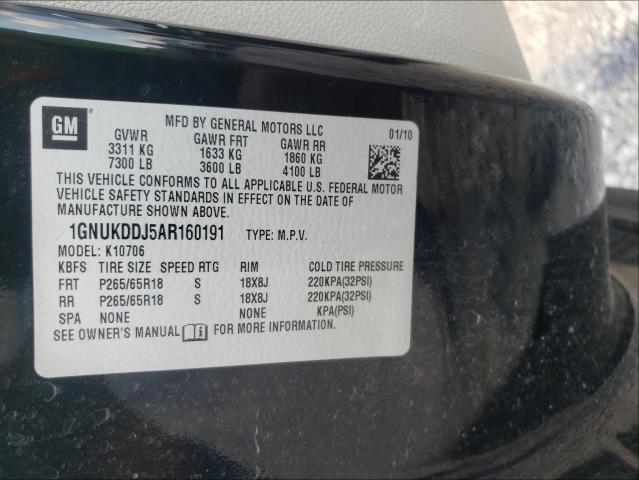 GM
MFD BY GENERAL MOTORS LLC 01/10
GVWR GAWR FRT GAWR RR
3311 KG 1633 KG 1860 KG
7300 LB 3600 LB 4100 LB
THIS VEHICLE CONFORMS TO ALL APPLICABLE U.S. FEDERAL MOTOR
VEHICLE SAFETY STANDARDS IN EFFECT ON THE DATE OF
MANUFACTURE SHOWN ABOVE.
1GNUKDDJ5AR160191 TYPE: M.P.V.
MODEL: K10706
KBFS TIRE SIZE SPEED RTG RIM COLD TIRE PRESSURE
FRT P265/65R18 S 18X8J 220KPA(32PSI)
RR P265/65R18 S 18X8J 220KPA(32PSI)
SPA NONE NONE KPA(PSI)
SEE OWNER'S MANUAL i FOR MORE INFORMATION.